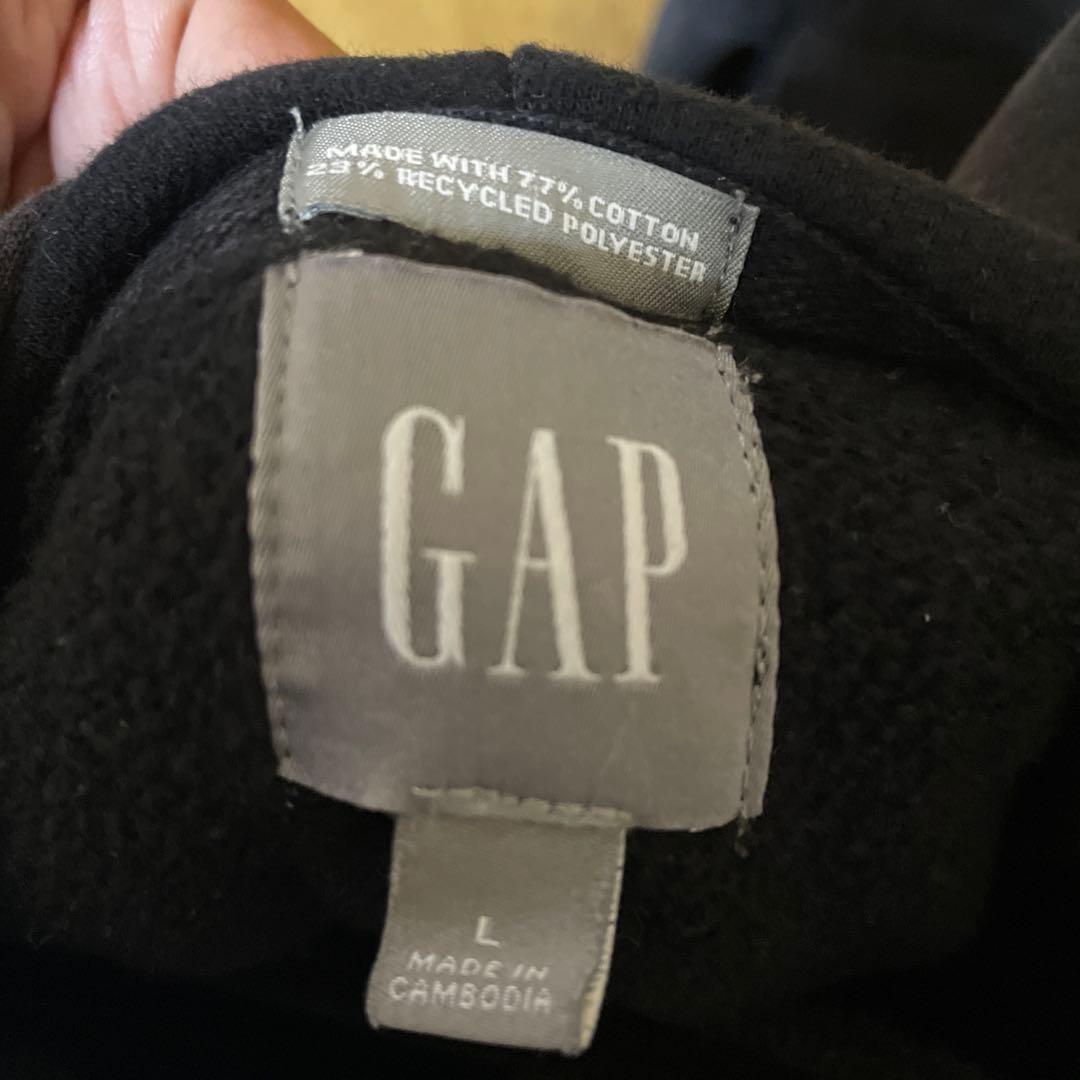 MADE WITH 77% COTTON
23% RECYCLED POLYESTER
GAP
L
MADE IN
CAMBODIA